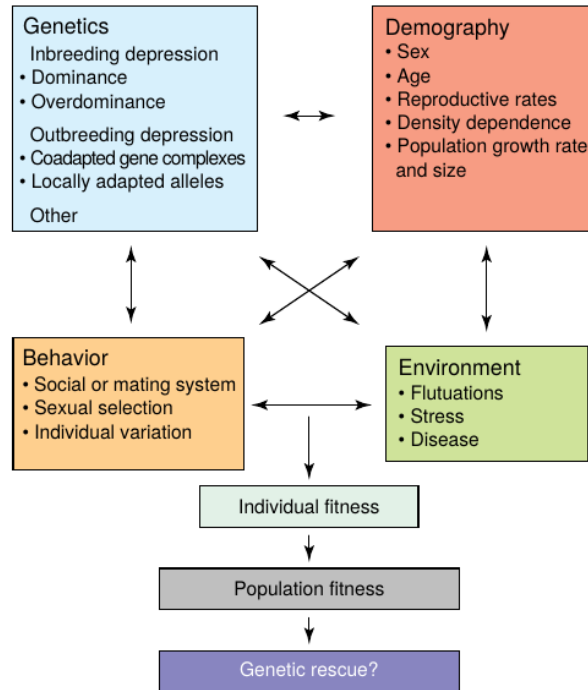 Genetics
Inbreeding depression
• Dominance
• Overdominance
Outbreeding depression
• Coadapted gene complexes
• Locally adapted alleles
Other
Demography
• Sex
• Age
• Reproductive rates
• Density dependence
• Population growth rate
and size
Behavior
• Social or mating system
• Sexual selection
• Individual variation
Environment
• Flutuations
• Stress
• Disease
Individual fitness
Population fitness
Genetic rescue?